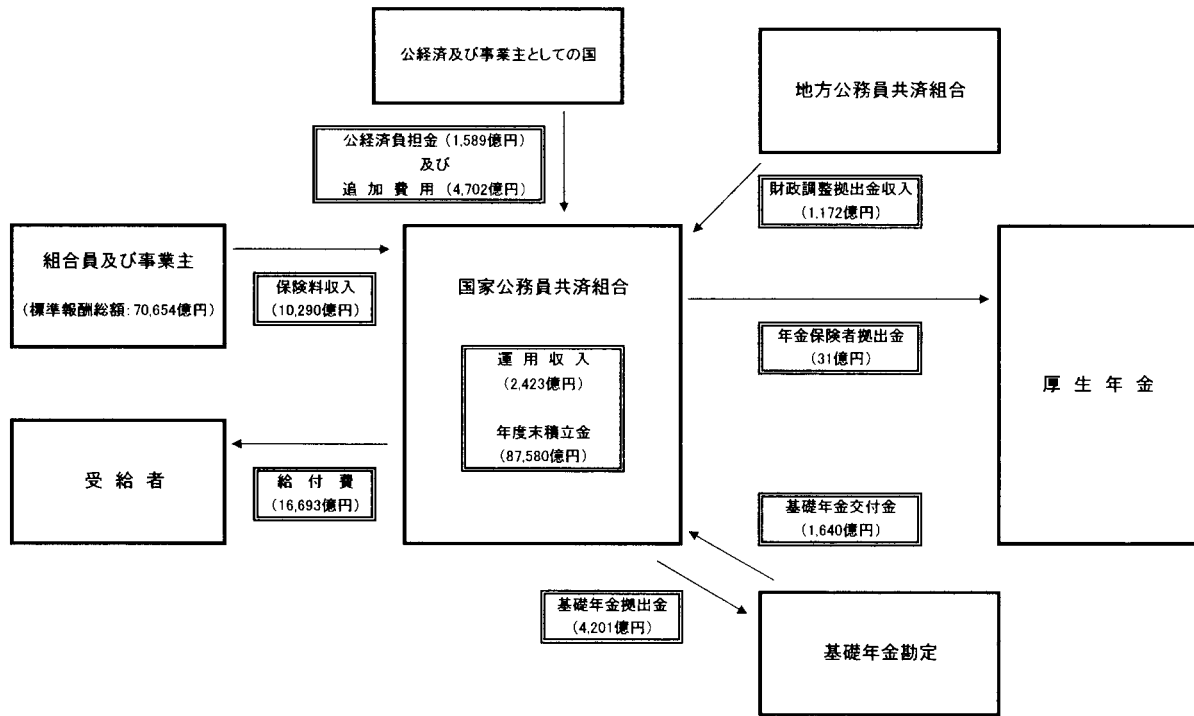 公経済及び事業主としての国
地方公務員共済組合
公経済負担金 (1,589億円)
及び
追 加 費 用 (4,702億円)
財政調整拠出金収入
(1,172億円)
組合員及び事業主
(標準報酬総額: 70,654億円)
保険料収入
(10,290億円)
国家公務員共済組合
運 用 収 入
(2,423億円)
年度末積立金
(87,580億円)
年金保険者拠出金
(31億円)
厚 生 年 金
受 給 者
給 付 費
(16,693億円)
基礎年金交付金
(1,640億円)
基礎年金拠出金
(4,201億円)
基礎年金勘定